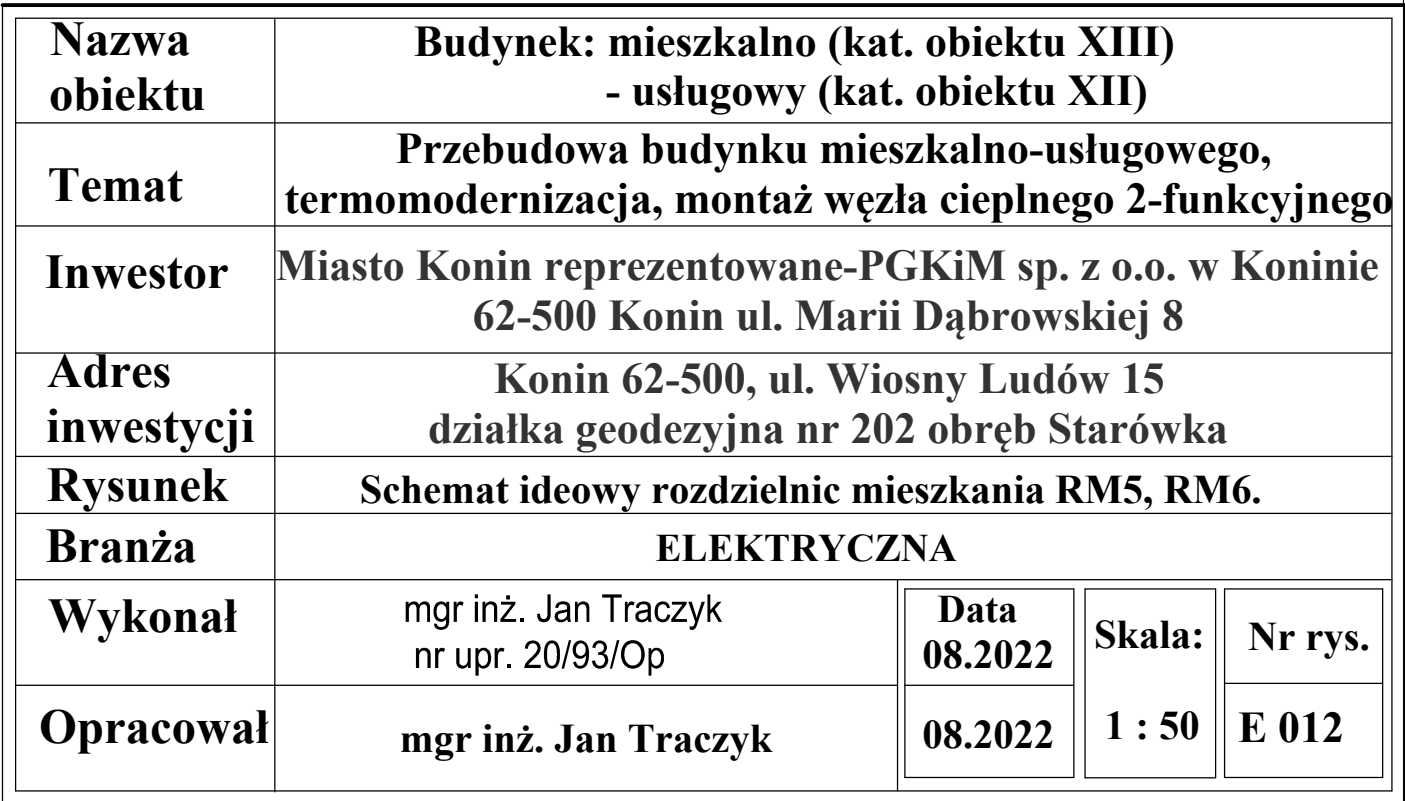 Nazwa
obiektu
Budynek: mieszkalno (kat. obiektu XIII)
- usługowy (kat. obiektu XII)
Temat
Przebudowa budynku mieszkalno-usługowego,
termomodernizacja, montaż węzła cieplnego 2-funkcyjnego
Inwestor
Miasto Konin reprezentowane-PGKiM sp. z o.o. w Koninie
62-500 Konin ul. Marii Dąbrowskiej 8
Adres
inwestycji
Konin 62-500, ul. Wiosny Ludów 15
działka geodezyjna nr 202 obręb Starówka
Rysunek
Schemat ideowy rozdzielnic mieszkania RM5, RM6.
Branża
ELEKTRYCZNA
Wykonał
mgr inż. Jan Traczyk
nr upr. 20/93/Op
Data
08.2022
Skala:
Nr rys.
Opracował
mgr inż. Jan Traczyk
08.2022
1 : 50
E 012